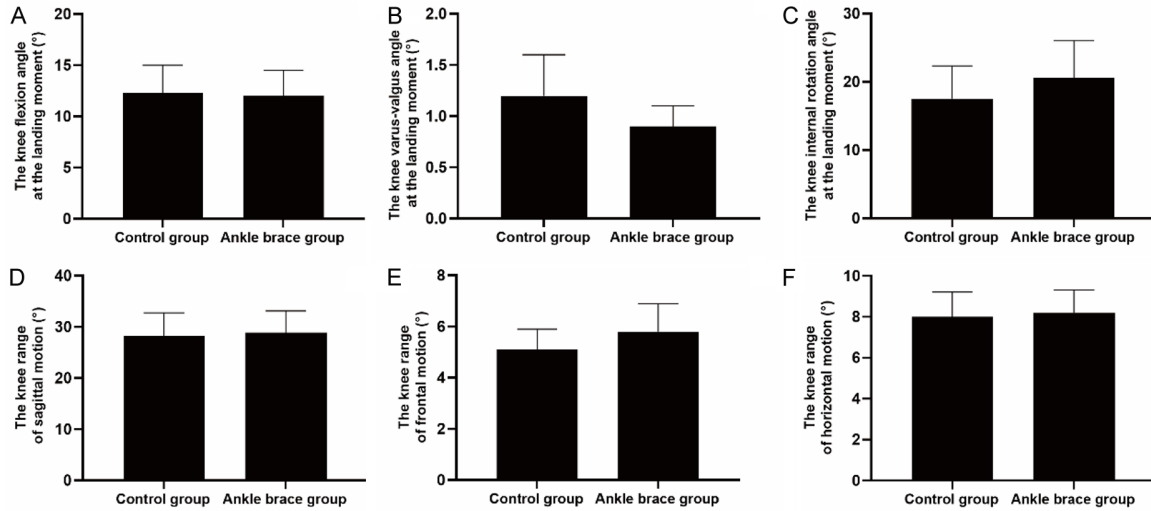 A
The knee flexion angle
at the landing moment (°)
20
15
10
5
0
Control group
Ankle brace group
B
The knee varus-valgus angle
at the landing moment (°)
2.0
1.5
1.0
0.5
0.0
Control group
Ankle brace group
C
The knee internal rotation angle
at the landing moment (°)
30
20
10
0
Control group
Ankle brace group
D
The knee range
of sagittal motion (°)
40
30
20
10
0
Control group
Ankle brace group
E
The knee range
of frontal motion (°)
8
6
4
2
0
Control group
Ankle brace group
F
The knee range
of horizontal motion (°)
10
8
6
4
2
0
Control group
Ankle brace group